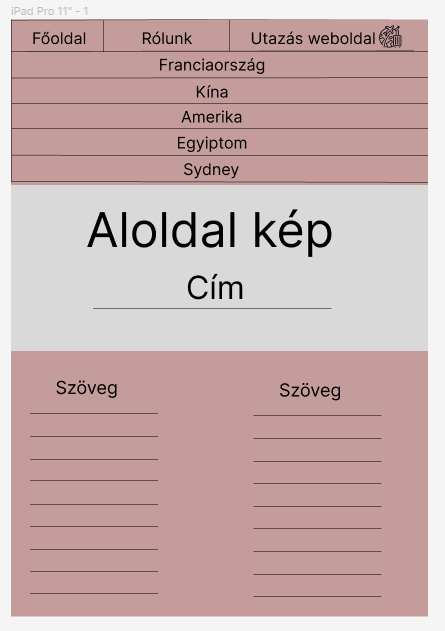 iPad Pro 11" - 1
Főoldal Rólunk Utazás weboldal
Franciaország
Kína
Amerika
Egyiptom
Sydney
Aloldal kép
Cím
Szöveg Szöveg